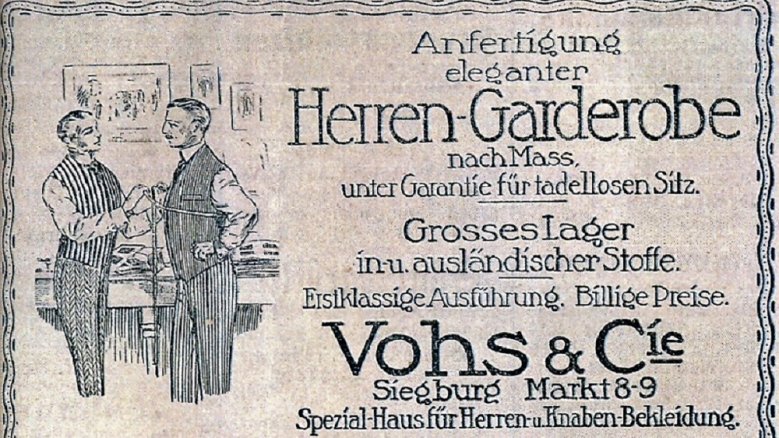 Anfertigung
eleganter
Herren-Garderobe
nach Mass,
unter Garantie für tadellosen Sitz.
Grosses Lager
in- u. ausländischer Stoffe.
Erstklassige Ausführung. Billige Preise.
Vohs & Cie
Siegburg Markt 8-9
Spezial-Haus für Herren- u. Knaben-Bekleidung.